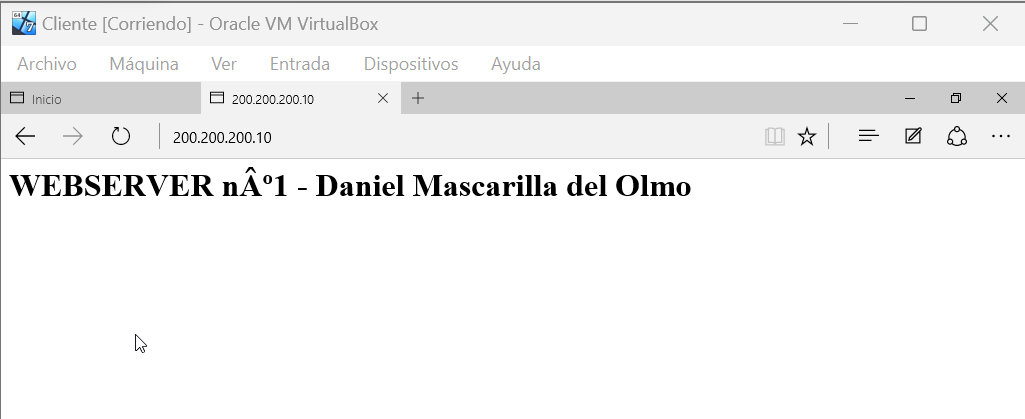 Cliente [Corriendo] - Oracle VM VirtualBox
Archivo Máquina Ver Entrada Dispositivos Ayuda
Inicio 200.200.200.10
200.200.200.10
WEBSERVER nÂº1 - Daniel Mascarilla del Olmo